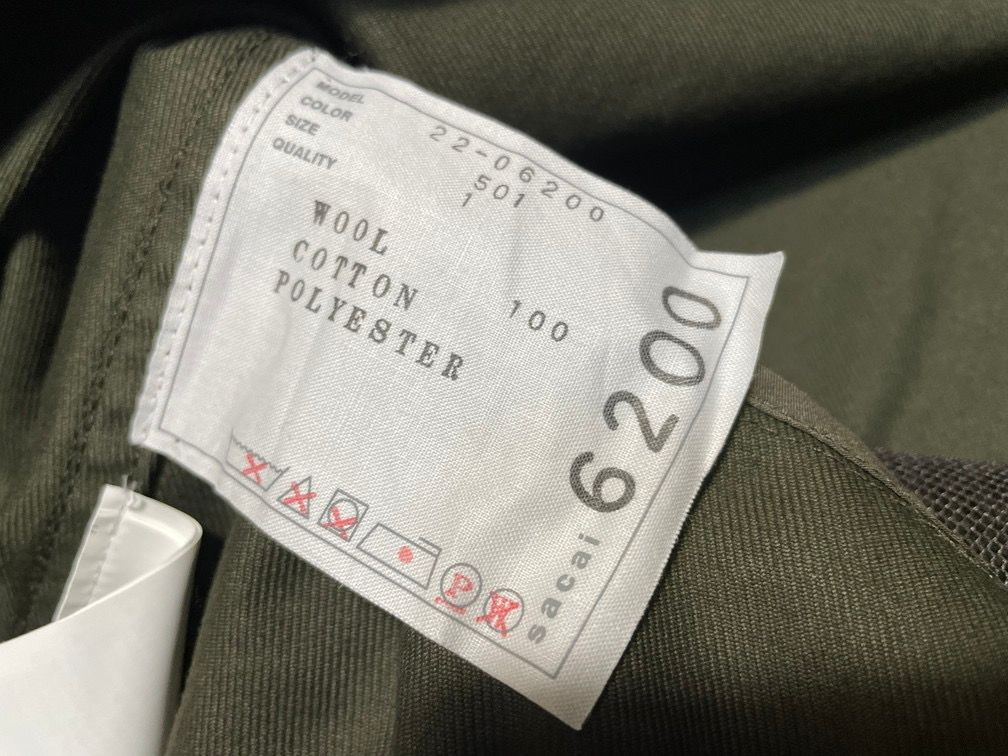 MODEL 22-06200
COLOR 501
SIZE 1
QUALITY
WOOL
COTTON 100
POLYESTER
P
W
sacai 6200